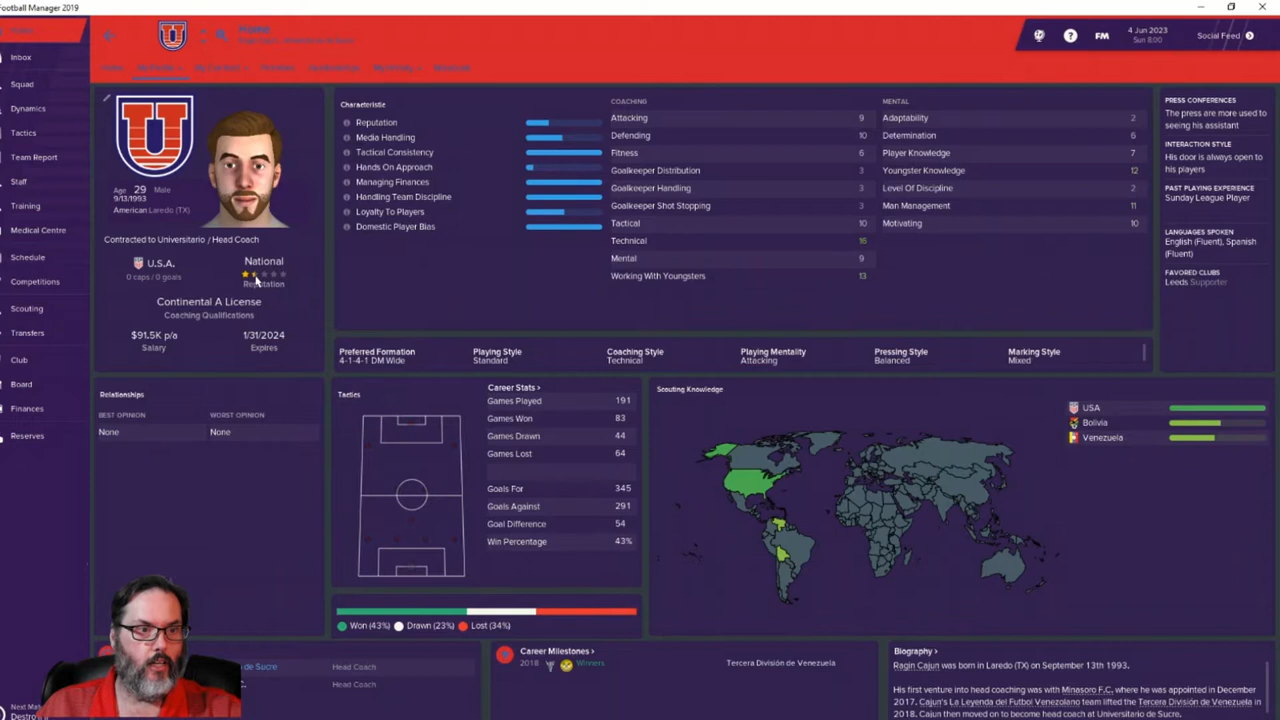 Football Manager 2019
4 Jun 2023
Sun 8:00
FM
Social Feed
Inbox
Squad
Dynamics
Tactics
Team Report
Staff
Training
Medical Centre
Schedule
Competitions
Scouting
Transfers
Club
Board
Finances
Reserves
U
Age 29 Male
9/13/1993
American Laredo (TX)
Contracted to Universitario / Head Coach
U.S.A.
0 caps / 0 goals
National
Reputation
Continental A License
Coaching Qualifications
$91.5K p/a
Salary
1/31/2024
Expires
Characteristic
Reputation
Media Handling
Tactical Consistency
Hands On Approach
Managing Finances
Handling Team Discipline
Loyalty To Players
Domestic Player Bias
COACHING
Attacking 9
Defending 10
Fitness 6
Goalkeeper Distribution 3
Goalkeeper Handling 3
Goalkeeper Shot Stopping 3
Tactical 10
Technical 16
Mental 9
Working With Youngsters 13
MENTAL
Adaptability 2
Determination 6
Player Knowledge 7
Youngster Knowledge 12
Level Of Discipline 2
Man Management 11
Motivating 10
PRESS CONFERENCES
The press are more used to
seeing his assistant
INTERACTION STYLE
His door is always open to
his players
PAST PLAYING EXPERIENCE
Sunday League Player
LANGUAGES SPOKEN
English (Fluent), Spanish
(Fluent)
FAVORED CLUBS
Leeds Supporter
Preferred Formation
4-1-4-1 DM Wide
Playing Style
Standard
Coaching Style
Technical
Playing Mentality
Attacking
Pressing Style
Balanced
Marking Style
Mixed
Relationships
BEST OPINION
None
WORST OPINION
None
Tactics
Career Stats >
Games Played 191
Games Won 83
Games Drawn 44
Games Lost 64
Goals For 345
Goals Against 291
Goal Difference 54
Win Percentage 43%
Won (43%) Drawn (23%) Lost (34%)
Scouting Knowledge
USA
Bolivia
Venezuela
de Sucre Head Coach
Head Coach
Career Milestones >
2018 Winners Tercera División de Venezuela
Biography >
Ragin Cajun was born in Laredo (TX) on September 13th 1993.
His first venture into head coaching was with Minasoro F.C. where he was appointed in December
2017. Cajun's La Leyenda del Futbol Venezolano team lifted the Tercera División de Venezuela in
2018. Cajun then moved on to become head coach at Universitario de Sucre.
Next Mat